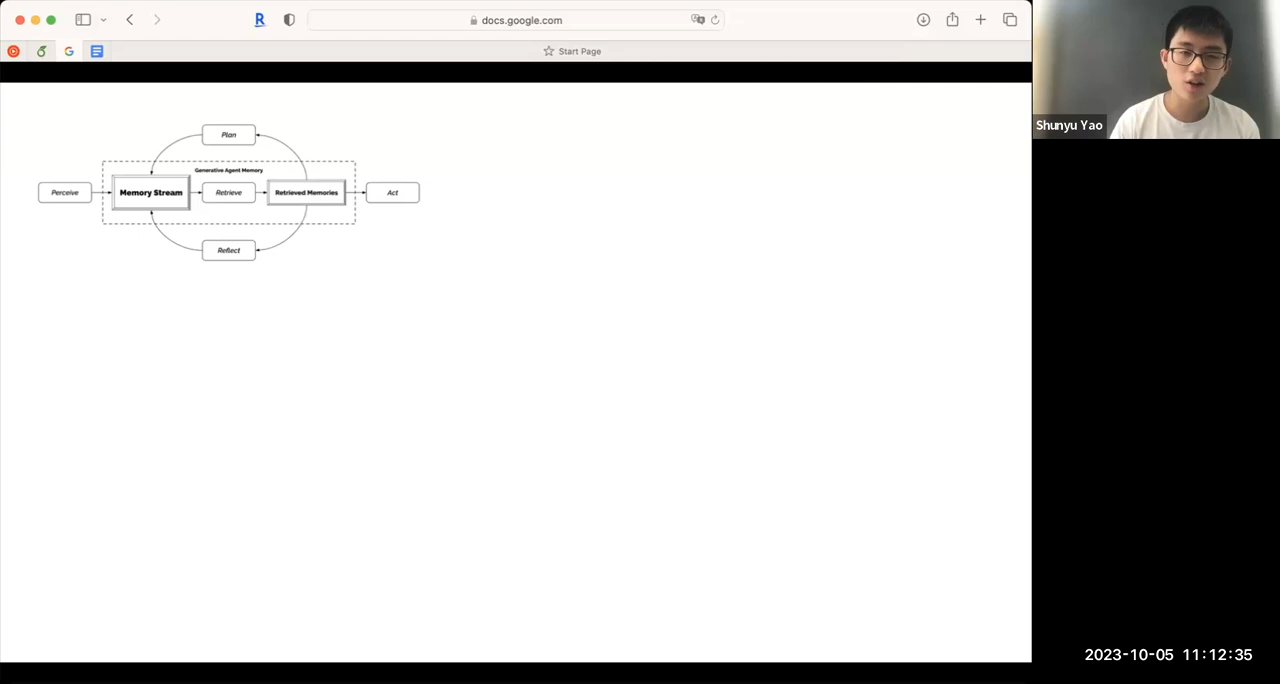 docs.google.com
Start Page
Shunyu Yao
Plan
Generative Agent Memory
Perceive
Memory Stream
Retrieve
Retrieved Memories
Act
Reflect
2023-10-05 11:12:35